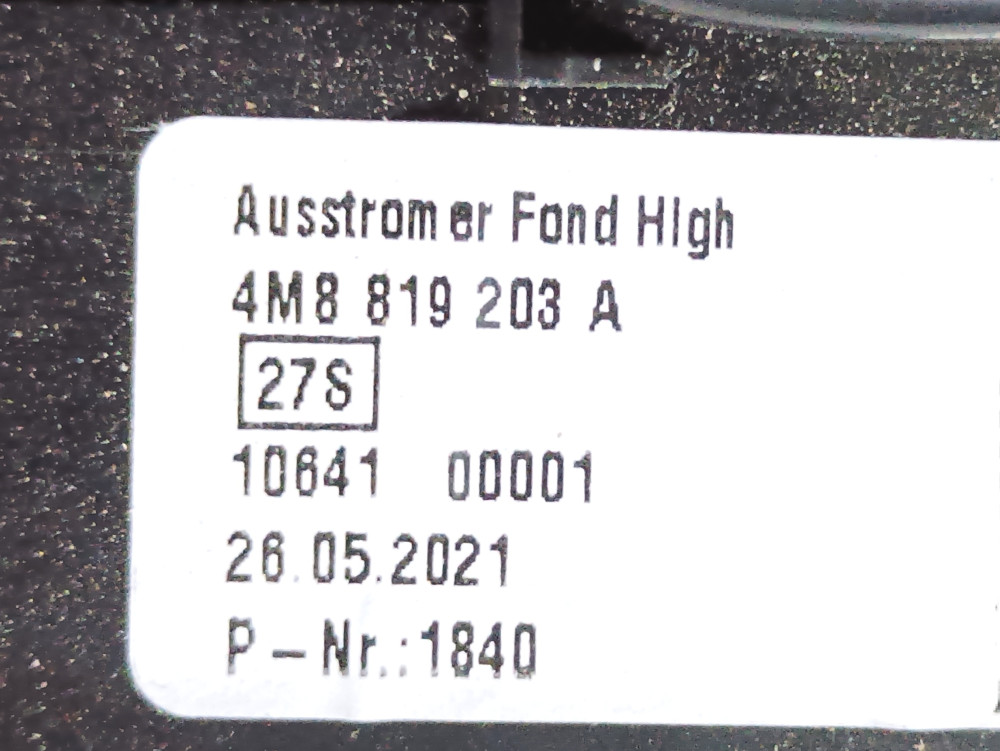 Ausstromer Fond High
4M8 819 203 A
27S
10641 00001
26.05.2021
P-Nr.:1840